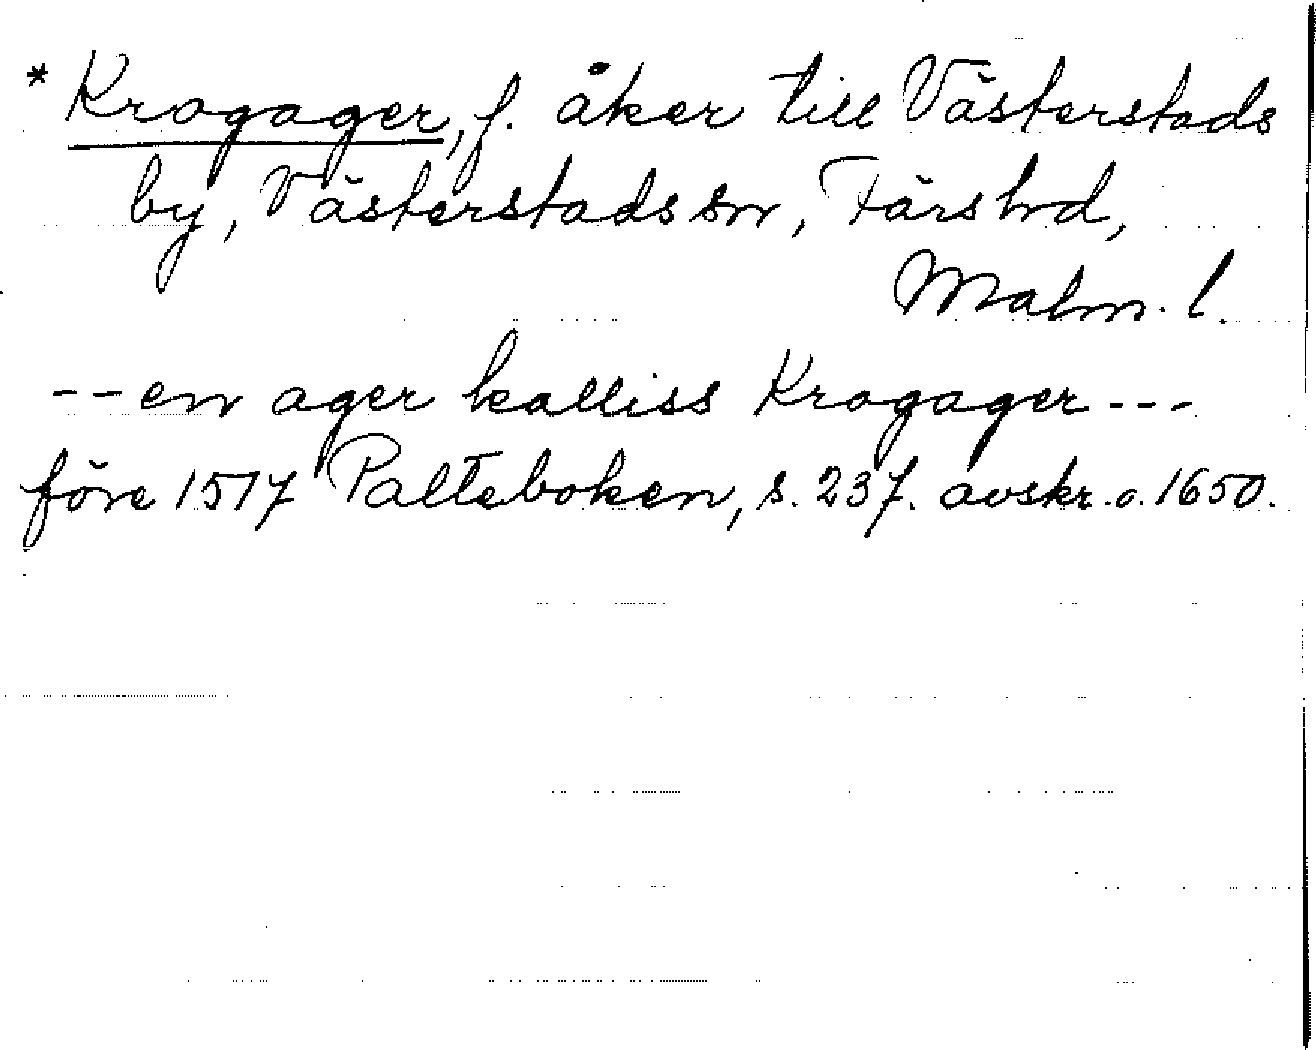 * Krogager, f. åker till Västerstads
by, Västerstads sn, Färs hd,
Malm. l.
-- en ager kalliss Krogager ---
före 1517 Palteboken, s. 237. avskr. o. 1650.